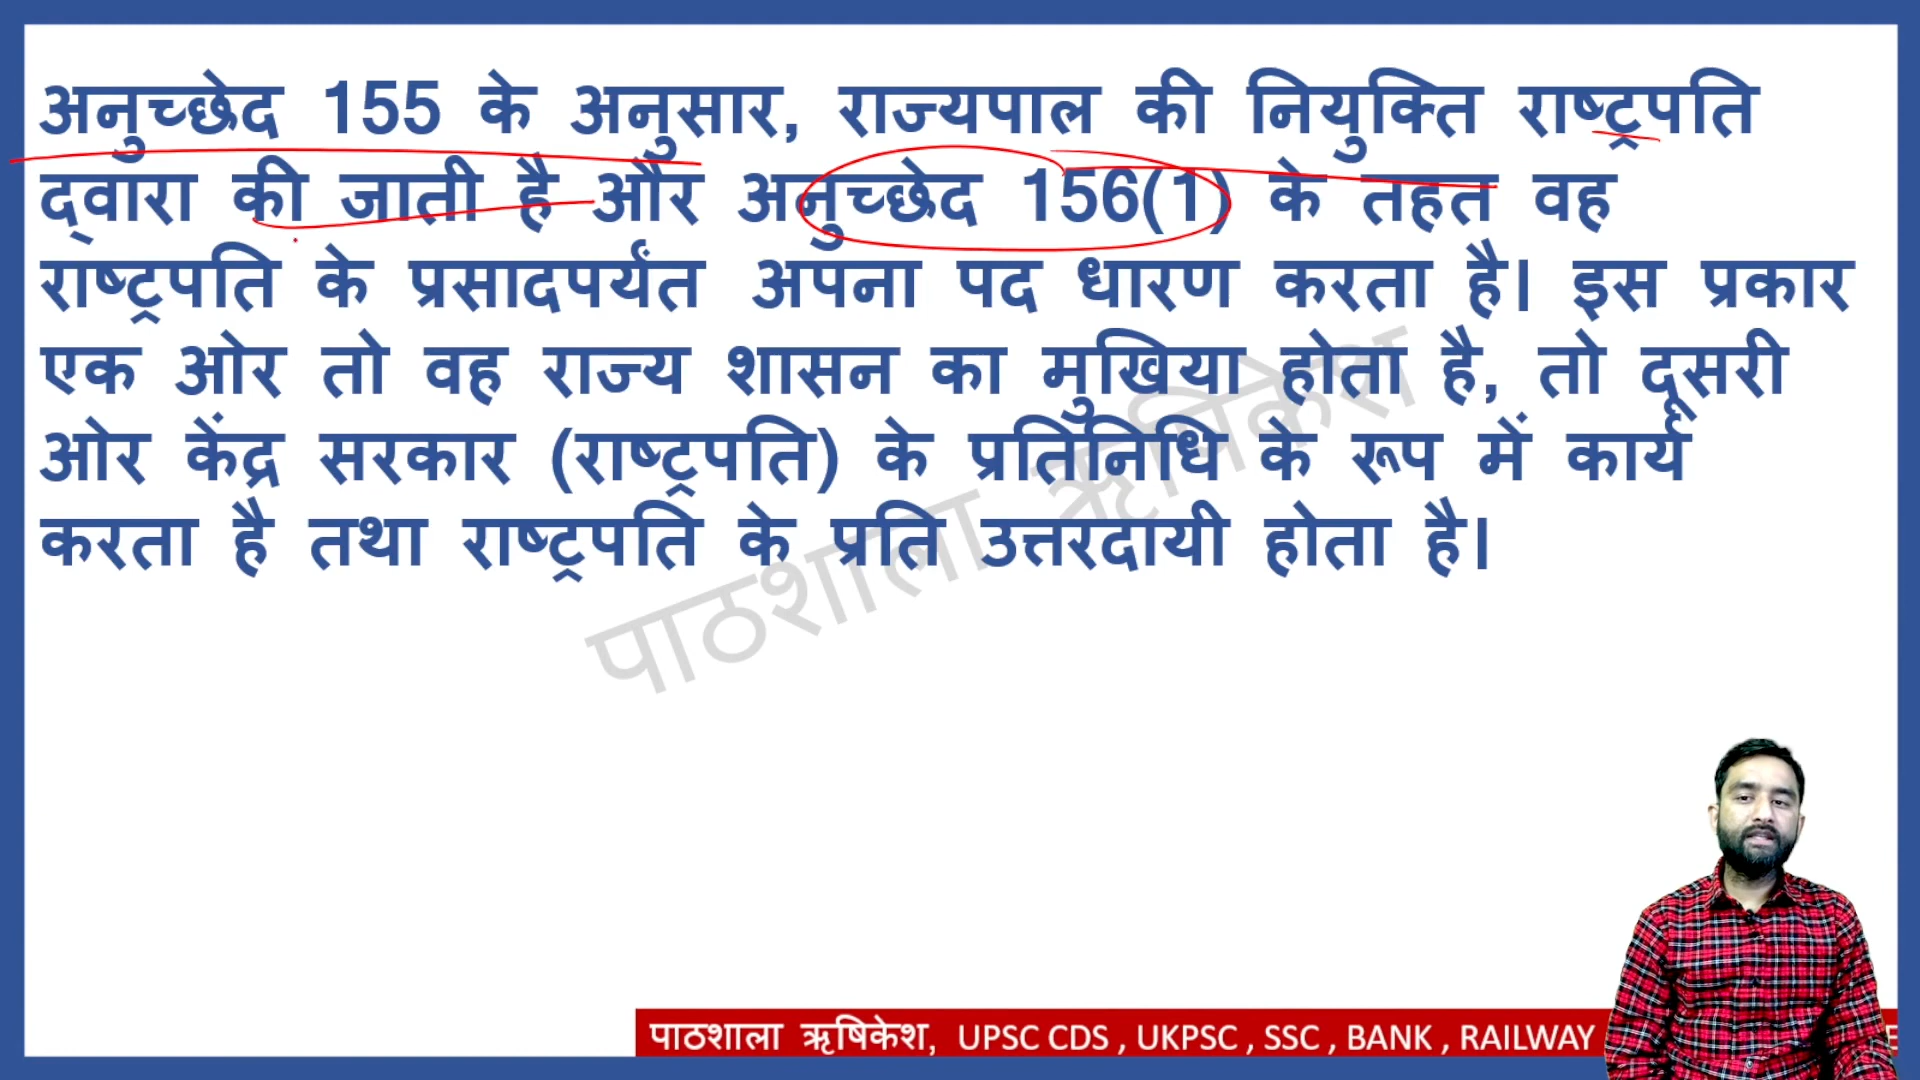 अनुच्छेद 155 के अनुसार, राज्यपाल की नियुक्ति राष्ट्रपति
द्वारा की जाती है और अनुच्छेद 156(1) के तहत वह
राष्ट्रपति के प्रसादपर्यंत अपना पद धारण करता है। इस प्रकार
एक ओर तो वह राज्य शासन का मुखिया होता है, तो दूसरी
ओर केंद्र सरकार (राष्ट्रपति) के प्रतिनिधि के रूप में कार्य
करता है तथा राष्ट्रपति के प्रति उत्तरदायी होता है।
पाठशाला ऋषिकेश
पाठशाला ऋषिकेश, UPSC CDS , UKPSC , SSC , BANK , RAILWAY